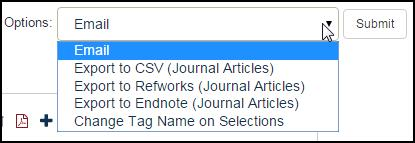 Options: Email Submit
Email
Export to CSV (Journal Articles)
Export to Refworks (Journal Articles)
Export to Endnote (Journal Articles)
Change Tag Name on Selections